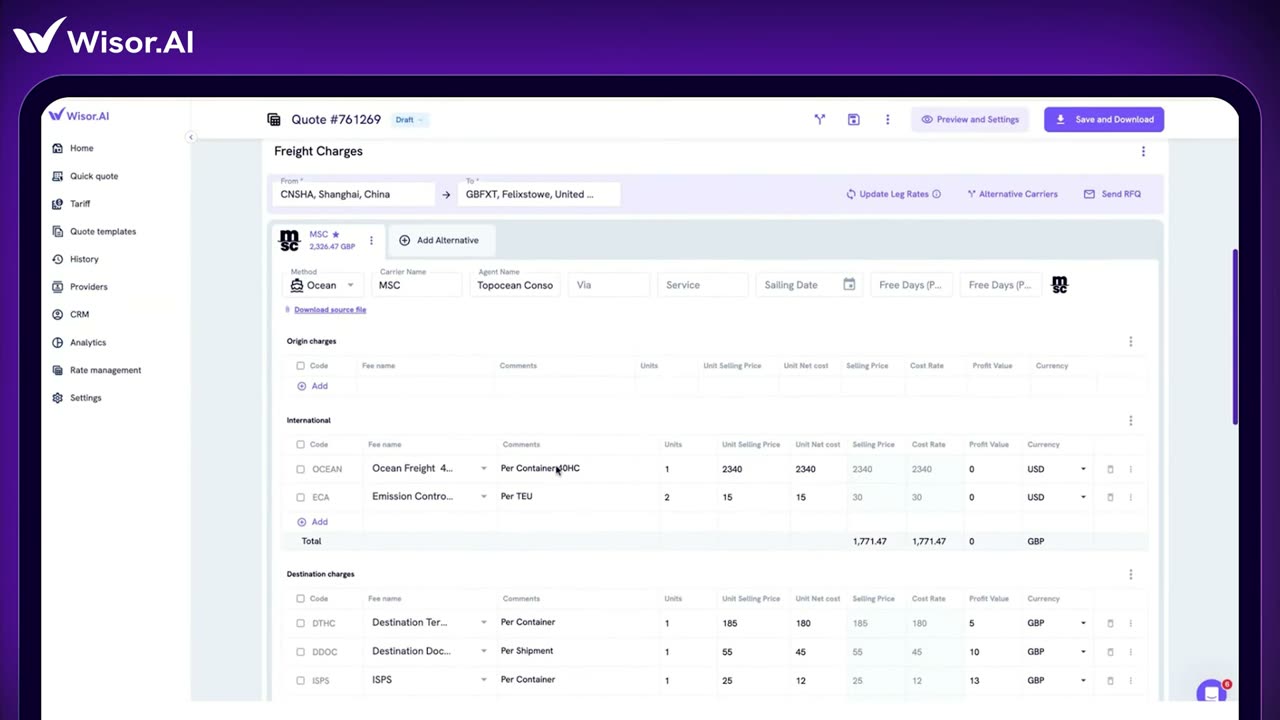 Wisor.AI
Wisor.AI
Quote #761269 Draft Preview and Settings Save and Download
Home
Quick quote
Tariff
Quote templates
History
Providers
CRM
Analytics
Rate management
Settings
Freight Charges
From * To *
CNSHA, Shanghai, China GBFXT, Felixstowe, United ... Update Leg Rates Alternative Carriers Send RFQ
msc MSC
2,326.47 GBP
Add Alternative
Method Carrier Name Agent Name
Ocean MSC Topocean Conso Via Service Sailing Date Free Days (P... Free Days (P... msc
Download source file
Origin charges
Code Fee name Comments Units Unit Selling Price Unit Net cost Selling Price Cost Rate Profit Value Currency
Add
International
Code Fee name Comments Units Unit Selling Price Unit Net cost Selling Price Cost Rate Profit Value Currency
OCEAN Ocean Freight 4... Per Container 40HC 1 2340 2340 2340 2340 0 USD
ECA Emission Contro... Per TEU 2 15 15 30 30 0 USD
Add
Total 1,771.47 1,771.47 0 GBP
Destination charges
Code Fee name Comments Units Unit Selling Price Unit Net cost Selling Price Cost Rate Profit Value Currency
DTHC Destination Ter... Per Container 1 185 180 185 180 5 GBP
DDOC Destination Doc... Per Shipment 1 55 45 55 45 10 GBP
ISPS ISPS Per Container 1 25 12 25 12 13 GBP